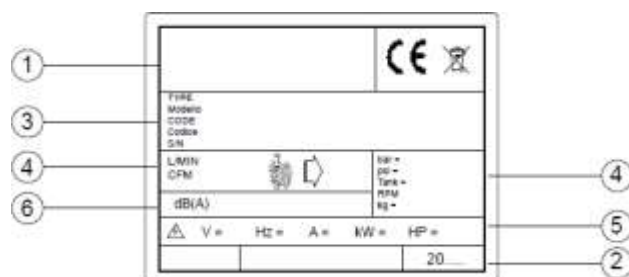 1
CE
TYPE
Modello
CODE
Codice
S/N
3
4
L/MIN
CFM
bar =
psi =
Tank =
RPM
kg =
4
6
dB(A)
V = Hz = A = kW = HP =
5
20
2